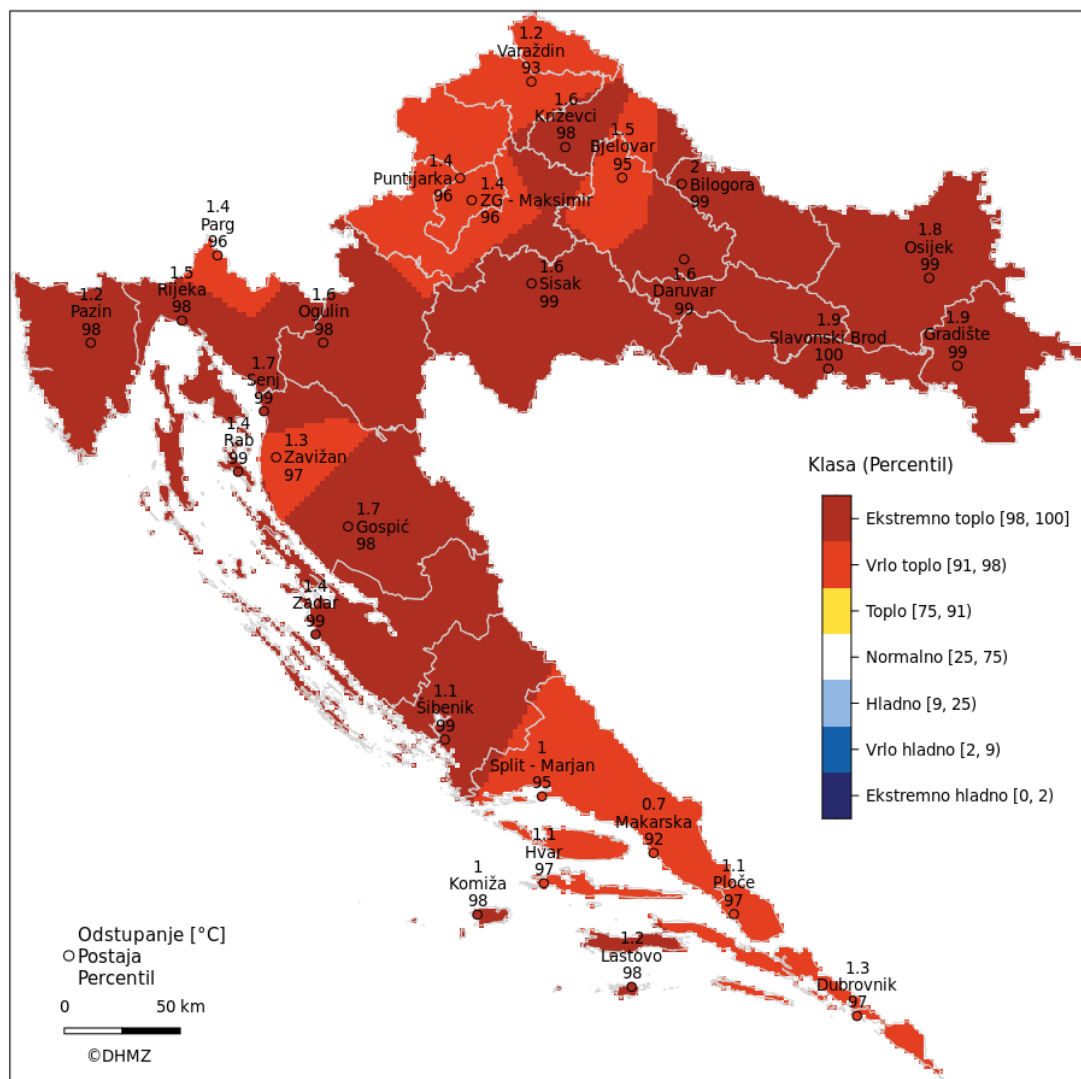 1.2
Varaždin
93
1.6
Križevci
98
1.5
Bjelovar
95
1.4
Puntijarka
96
1.4
ZG - Maksimir
96
2
Bilogora
99
1.4
Parg
96
1.8
Osijek
99
1.2
Pazin
98
1.5
Rijeka
98
1.6
Ogulin
98
1.6
Sisak
99
1.6
Daruvar
99
1.9
Slavonski Brod
100
1.9
Gradište
99
1.7
Senj
99
1.4
Rab
99
1.3
Zavižan
97
1.7
Gospić
98
1.4
Zadar
99
1.1
Šibenik
99
1
Split - Marjan
95
0.7
Makarska
92
1.1
Hvar
97
1
Komiža
98
1.1
Ploče
97
1.2
Lastovo
98
1.3
Dubrovnik
97
Klasa (Percentil)
Ekstremno toplo [98, 100]
Vrlo toplo [91, 98)
Toplo [75, 91)
Normalno [25, 75)
Hladno [9, 25)
Vrlo hladno [2, 9)
Ekstremno hladno [0, 2)
Odstupanje [°C]
Postaja
Percentil
0 50 km
©DHMZ